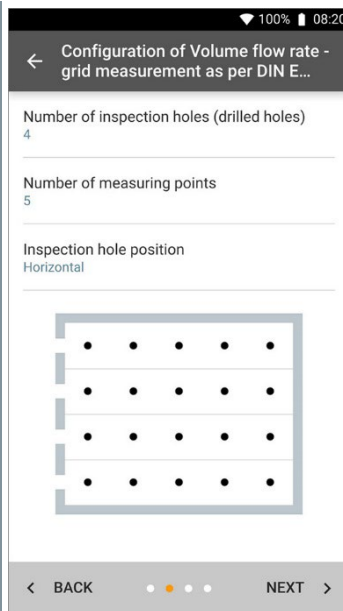 100% 08:20
Configuration of Volume flow rate -
grid measurement as per DIN E...
Number of inspection holes (drilled holes)
4
Number of measuring points
5
Inspection hole position
Horizontal
< BACK NEXT >